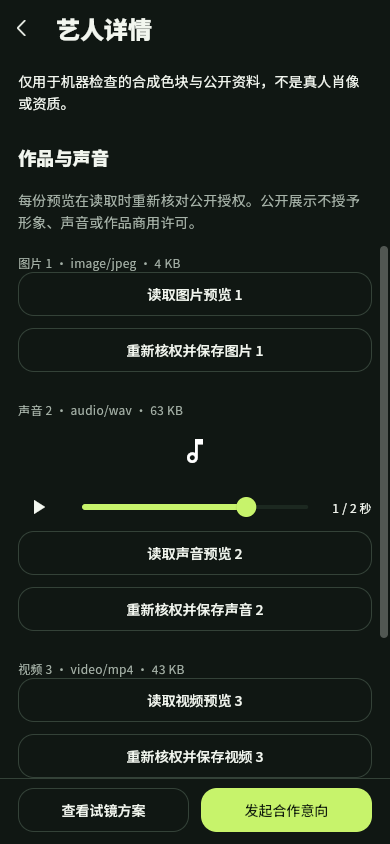 艺人详情
仅用于机器检查的合成色块与公开资料，不是真人肖像
或资质。
作品与声音
每份预览在读取时重新核对公开授权。公开展示不授予
形象、声音或作品商用许可。
图片 1 · image/jpeg · 4 KB
读取图片预览 1
重新核权并保存图片 1
声音 2 · audio/wav · 63 KB
1 / 2 秒
读取声音预览 2
重新核权并保存声音 2
视频 3 · video/mp4 · 43 KB
读取视频预览 3
重新核权并保存视频 3
查看试镜方案
发起合作意向